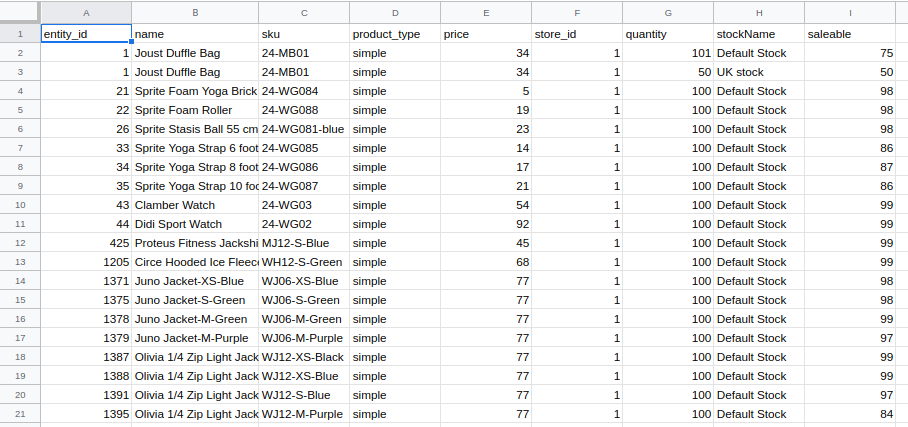 A B C D E F G H I
1 entity_id name sku product_type price store_id quantity stockName saleable
2 1 Joust Duffle Bag 24-MB01 simple 34 1 101 Default Stock 75
3 1 Joust Duffle Bag 24-MB01 simple 34 1 50 UK stock 50
4 21 Sprite Foam Yoga Brick 24-WG084 simple 5 1 100 Default Stock 98
5 22 Sprite Foam Roller 24-WG088 simple 19 1 100 Default Stock 98
6 26 Sprite Stasis Ball 55 cm 24-WG081-blue simple 23 1 100 Default Stock 98
7 33 Sprite Yoga Strap 6 foot 24-WG085 simple 14 1 100 Default Stock 86
8 34 Sprite Yoga Strap 8 foot 24-WG086 simple 17 1 100 Default Stock 87
9 35 Sprite Yoga Strap 10 foo 24-WG087 simple 21 1 100 Default Stock 86
10 43 Clamber Watch 24-WG03 simple 54 1 100 Default Stock 99
11 44 Didi Sport Watch 24-WG02 simple 92 1 100 Default Stock 99
12 425 Proteus Fitness Jackshi MJ12-S-Blue simple 45 1 100 Default Stock 99
13 1205 Circe Hooded Ice Fleece WH12-S-Green simple 68 1 100 Default Stock 99
14 1371 Juno Jacket-XS-Blue WJ06-XS-Blue simple 77 1 100 Default Stock 98
15 1375 Juno Jacket-S-Green WJ06-S-Green simple 77 1 100 Default Stock 98
16 1378 Juno Jacket-M-Green WJ06-M-Green simple 77 1 100 Default Stock 99
17 1379 Juno Jacket-M-Purple WJ06-M-Purple simple 77 1 100 Default Stock 97
18 1387 Olivia 1/4 Zip Light Jack WJ12-XS-Black simple 77 1 100 Default Stock 99
19 1388 Olivia 1/4 Zip Light Jack WJ12-XS-Blue simple 77 1 100 Default Stock 99
20 1391 Olivia 1/4 Zip Light Jack WJ12-S-Blue simple 77 1 100 Default Stock 97
21 1395 Olivia 1/4 Zip Light Jack WJ12-M-Purple simple 77 1 100 Default Stock 84